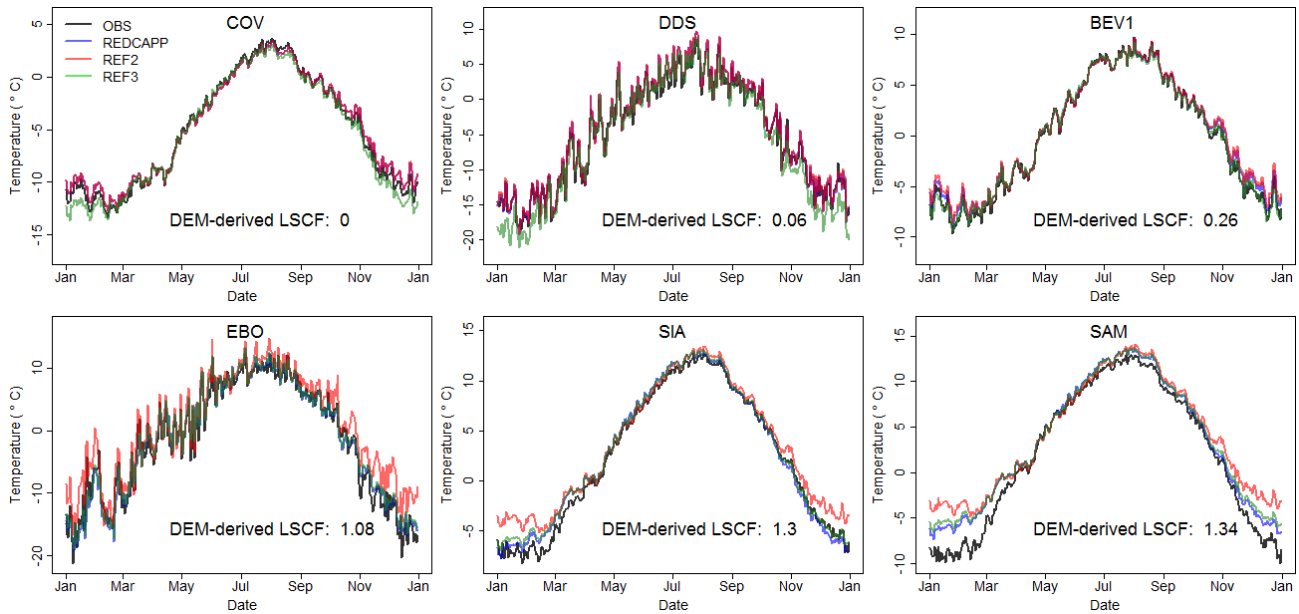 COV
OBS
REDCAPP
REF2
REF3
Temperature ( ° C)
5
0
-5
-10
-15
DEM-derived LSCF: 0
Jan Mar May Jul Sep Nov Jan
Date
DDS
Temperature ( ° C)
10
5
0
-5
-10
-15
-20
DEM-derived LSCF: 0.06
Jan Mar May Jul Sep Nov Jan
Date
BEV1
Temperature ( ° C)
10
5
0
-5
-10
DEM-derived LSCF: 0.26
Jan Mar May Jul Sep Nov Jan
Date
EBO
Temperature ( ° C)
10
0
-10
-20
DEM-derived LSCF: 1.08
Jan Mar May Jul Sep Nov Jan
Date
SIA
Temperature ( ° C)
15
10
5
0
-5
DEM-derived LSCF: 1.3
Jan Mar May Jul Sep Nov Jan
Date
SAM
Temperature ( ° C)
15
10
5
0
-5
-10
DEM-derived LSCF: 1.34
Jan Mar May Jul Sep Nov Jan
Date